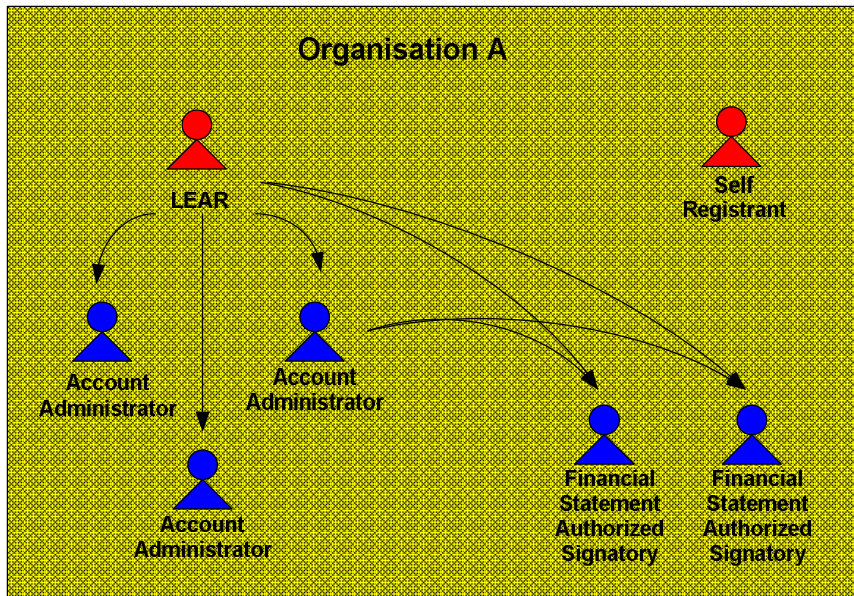 Organisation A
LEAR
Self
Registrant
Account
Administrator
Account
Administrator
Account
Administrator
Financial
Statement
Authorized
Signatory
Financial
Statement
Authorized
Signatory